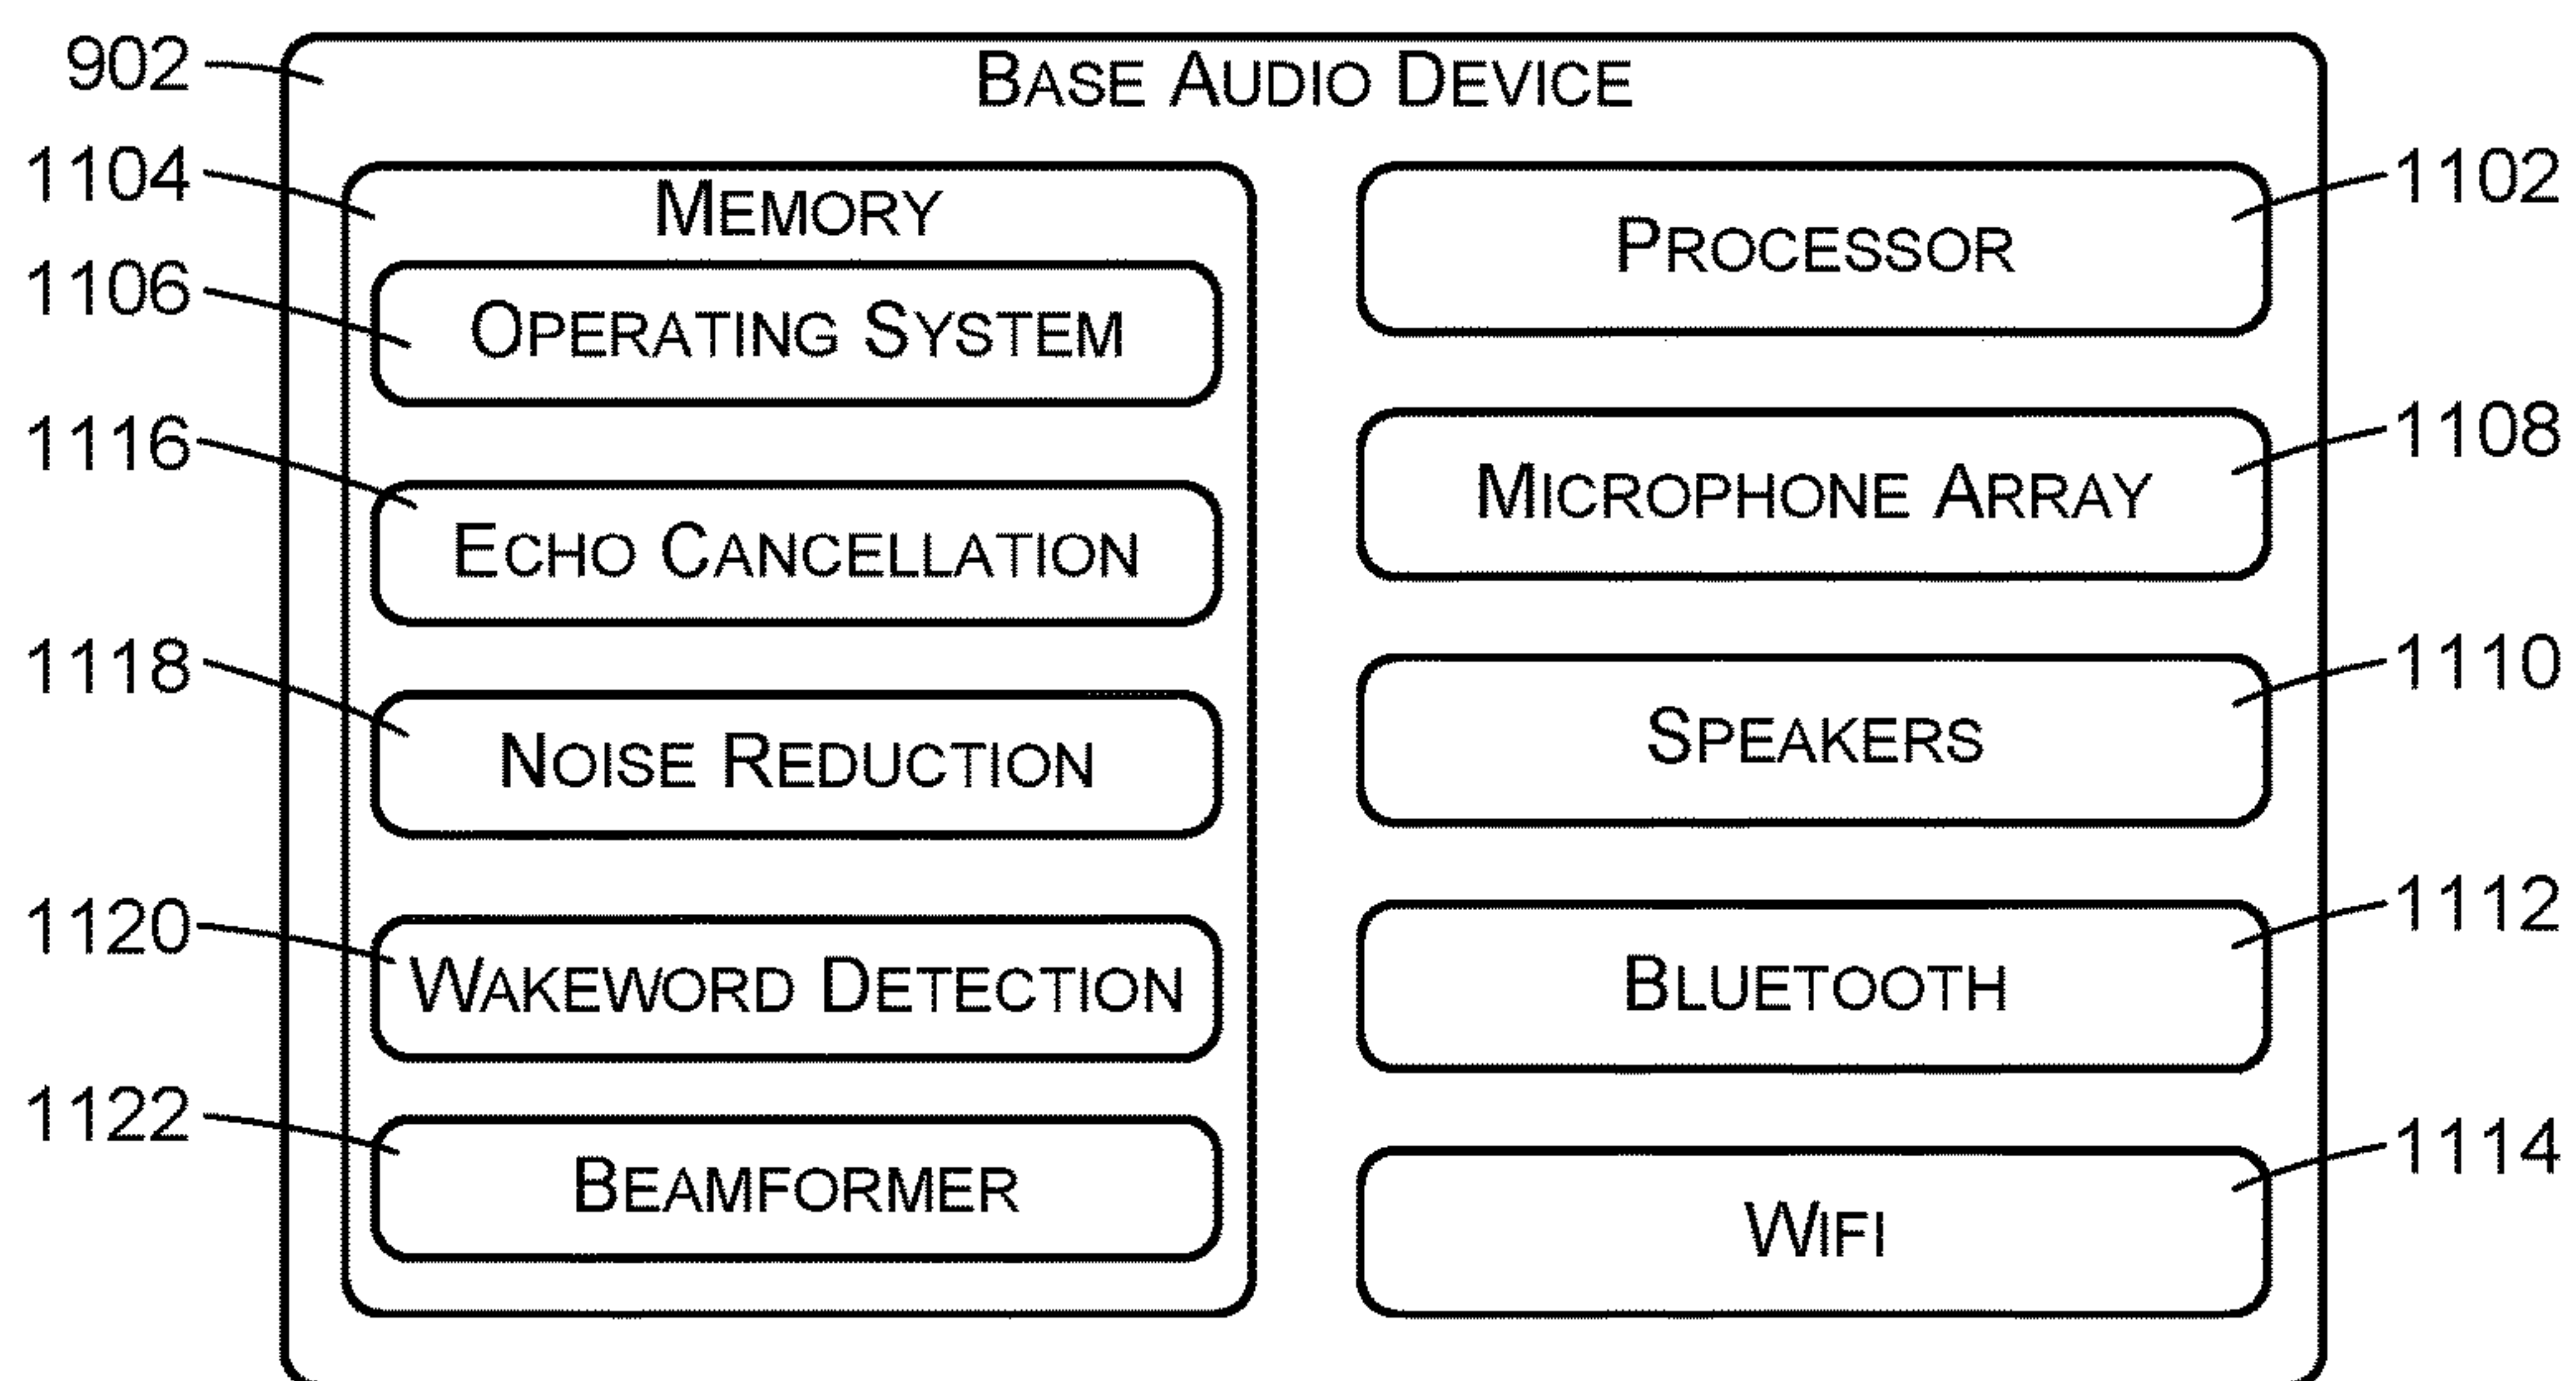 902
BASE AUDIO DEVICE
1104
MEMORY
1106
OPERATING SYSTEM
1116
ECHO CANCELLATION
1118
NOISE REDUCTION
1120
WAKEWORD DETECTION
1122
BEAMFORMER
PROCESSOR
1102
MICROPHONE ARRAY
1108
SPEAKERS
1110
BLUETOOTH
1112
WIFI
1114